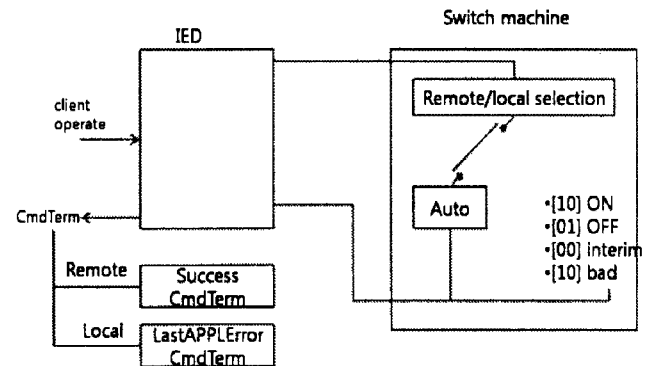 Switch machine
IED
Remote/local selection
client
operate
Auto
•[10] ON
•[01] OFF
•[00] interim
•[10] bad
CmdTerm
Remote
Success
CmdTerm
Local
LastAPPLError
CmdTerm